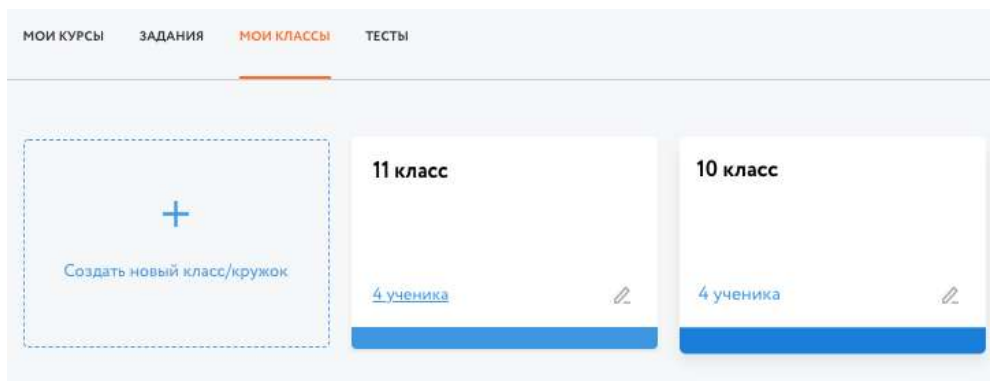 МОИ КУРСЫ ЗАДАНИЯ МОИ КЛАССЫ ТЕСТЫ
11 класс
10 класс
Создать новый класс/кружок
4 ученика
4 ученика